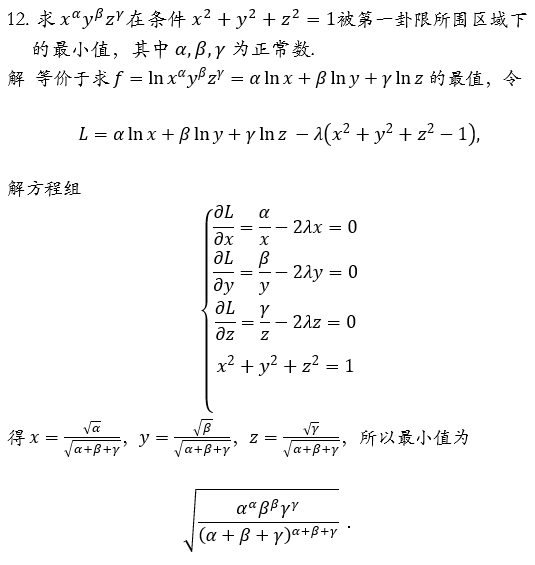 12. 求 $x^{\alpha}y^{\beta}z^{\gamma}$ 在条件 $x^2+y^2+z^2=1$被第一卦限所围区域下
的最小值，其中 $\alpha,\beta,\gamma$ 为正常数.
解 等价于求 $f=\ln x^{\alpha}y^{\beta}z^{\gamma}=\alpha\ln x+\beta\ln y+\gamma\ln z$ 的最值，令
$L=\alpha\ln x+\beta\ln y+\gamma\ln z-\lambda(x^2+y^2+z^2-1),$
解方程组
$\begin{cases}\frac{\partial L}{\partial x}=\frac{\alpha}{x}-2\lambda x=0\\
\frac{\partial L}{\partial y}=\frac{\beta}{y}-2\lambda y=0\\
\frac{\partial L}{\partial z}=\frac{\gamma}{z}-2\lambda z=0\\
x^2+y^2+z^2=1\end{cases}$
得 $x=\frac{\sqrt{\alpha}}{\sqrt{\alpha+\beta+\gamma}}$，$y=\frac{\sqrt{\beta}}{\sqrt{\alpha+\beta+\gamma}}$，$z=\frac{\sqrt{\gamma}}{\sqrt{\alpha+\beta+\gamma}}$，所以最小值为
$\sqrt{\frac{\alpha^{\alpha}\beta^{\beta}\gamma^{\gamma}}{(\alpha+\beta+\gamma)^{\alpha+\beta+\gamma}}}$ .